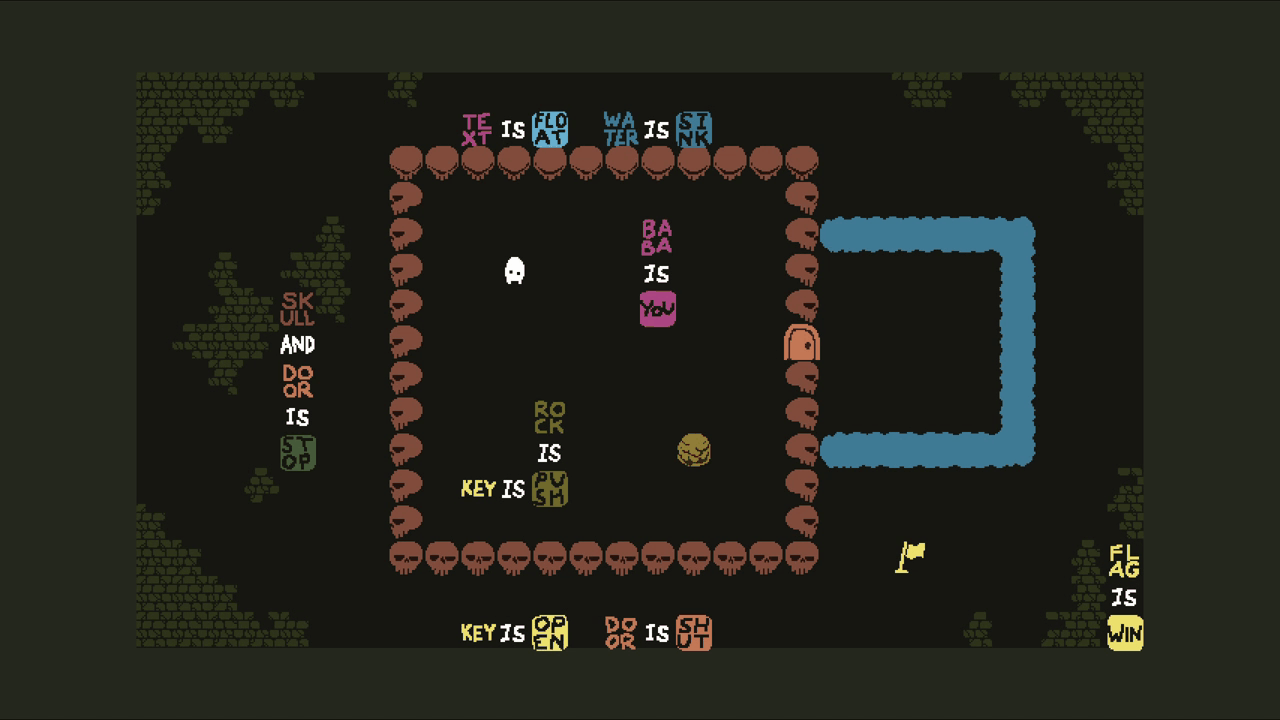 TEXT IS FLOAT
WATER IS SINK
BABA
IS
YOU
SKULL
AND
DOOR
IS
STOP
ROCK
IS
KEY IS PUSH
FLAG
IS
WIN
KEY IS OPEN
DOOR IS SHUT